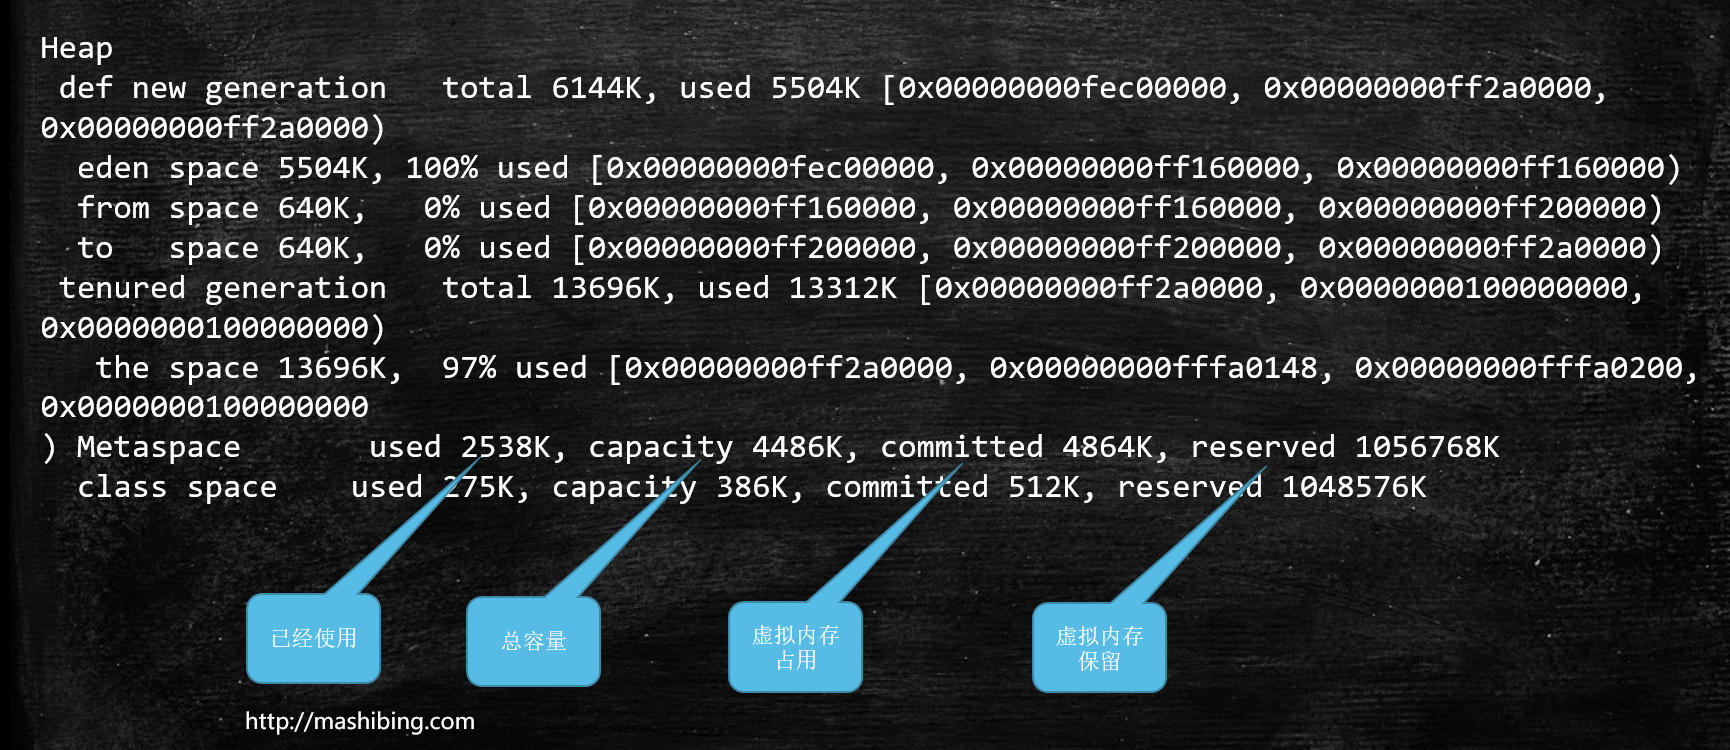 Heap
def new generation   total 6144K, used 5504K [0x00000000fec00000, 0x00000000ff2a0000,
0x00000000ff2a0000)
eden space 5504K, 100% used [0x00000000fec00000, 0x00000000ff160000, 0x00000000ff160000)
from space 640K,   0% used [0x00000000ff160000, 0x00000000ff160000, 0x00000000ff200000)
to   space 640K,   0% used [0x00000000ff200000, 0x00000000ff200000, 0x00000000ff2a0000)
tenured generation   total 13696K, used 13312K [0x00000000ff2a0000, 0x0000000100000000,
0x0000000100000000)
the space 13696K,  97% used [0x00000000ff2a0000, 0x00000000fffa0148, 0x00000000fffa0200,
0x0000000100000000
) Metaspace       used 2538K, capacity 4486K, committed 4864K, reserved 1056768K
class space    used 275K, capacity 386K, committed 512K, reserved 1048576K
已经使用
总容量
虚拟内存
占用
虚拟内存
保留
http://mashibing.com